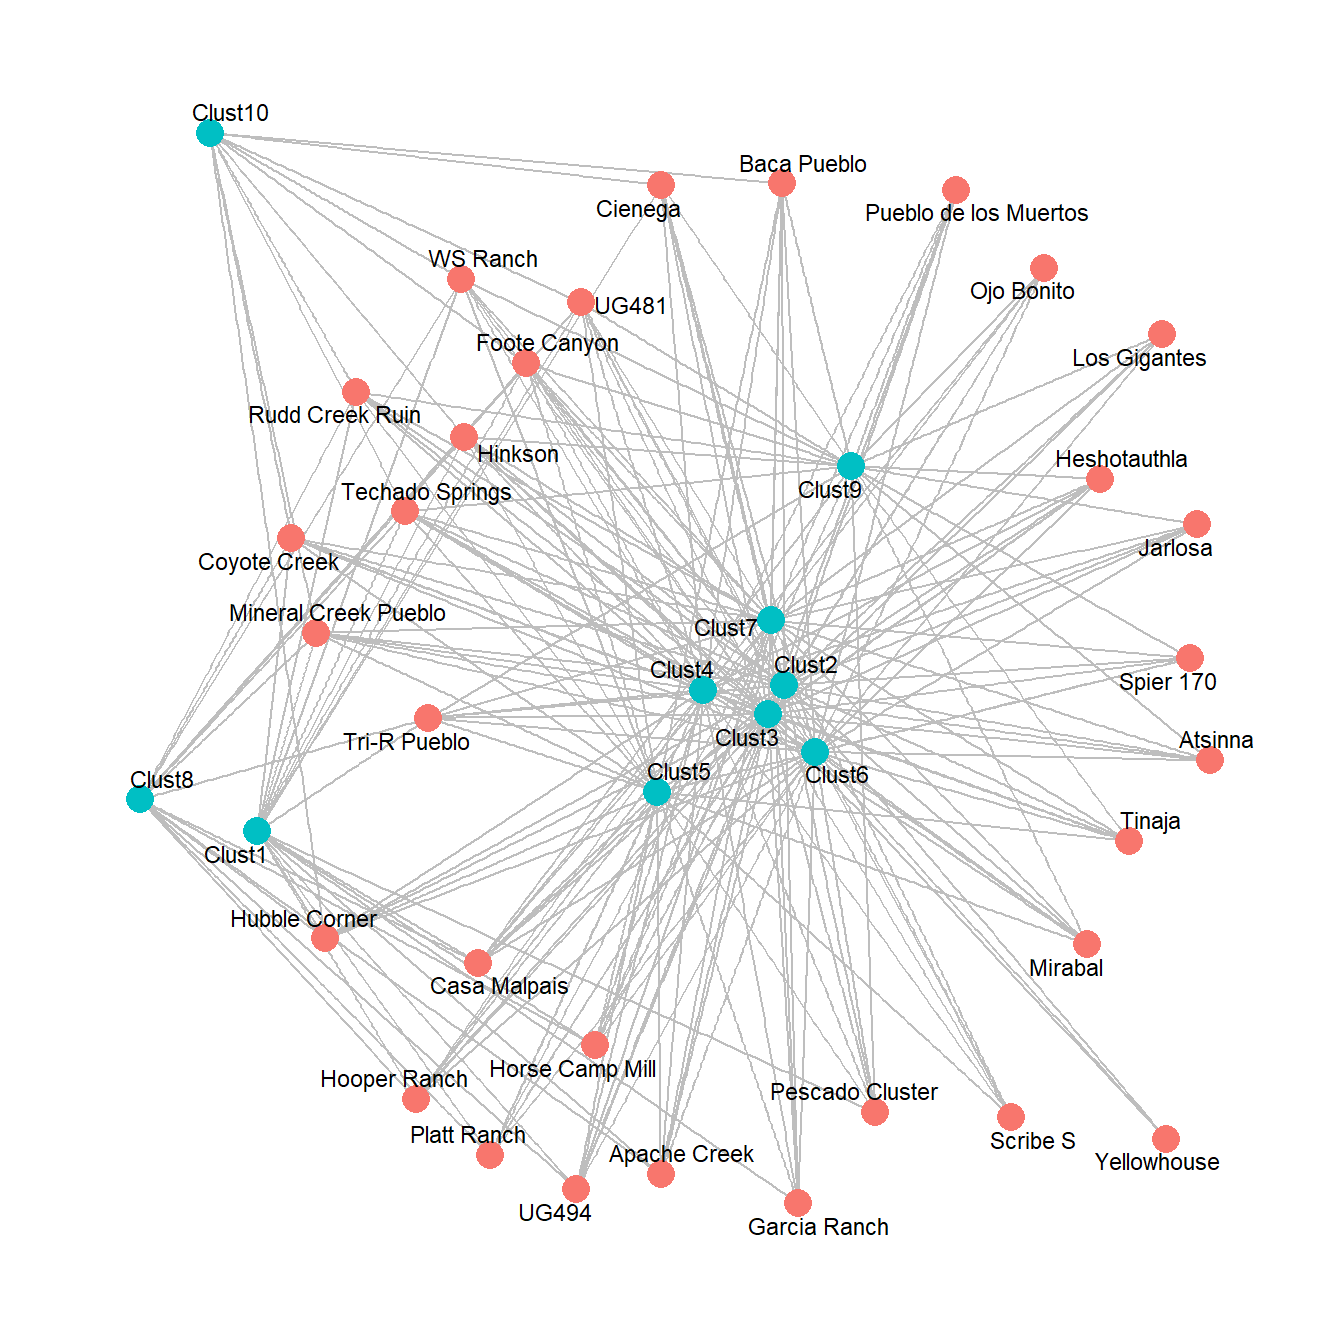 Clust10
Baca Pueblo
Cienega
Pueblo de los Muertos
WS Ranch
Ojo Bonito
UG481
Foote Canyon
Los Gigantes
Rudd Creek Ruin
Hinkson
Heshotauthla
Techado Springs
Clust9
Jarlosa
Coyote Creek
Mineral Creek Pueblo
Clust7
Clust2
Clust4
Spier 170
Clust3
Tri-R Pueblo
Atsinna
Clust5
Clust6
Clust8
Tinaja
Clust1
Hubble Corner
Mirabal
Casa Malpais
Horse Camp Mill
Hooper Ranch
Pescado Cluster
Platt Ranch
Scribe S
Apache Creek
Yellowhouse
UG494
Garcia Ranch